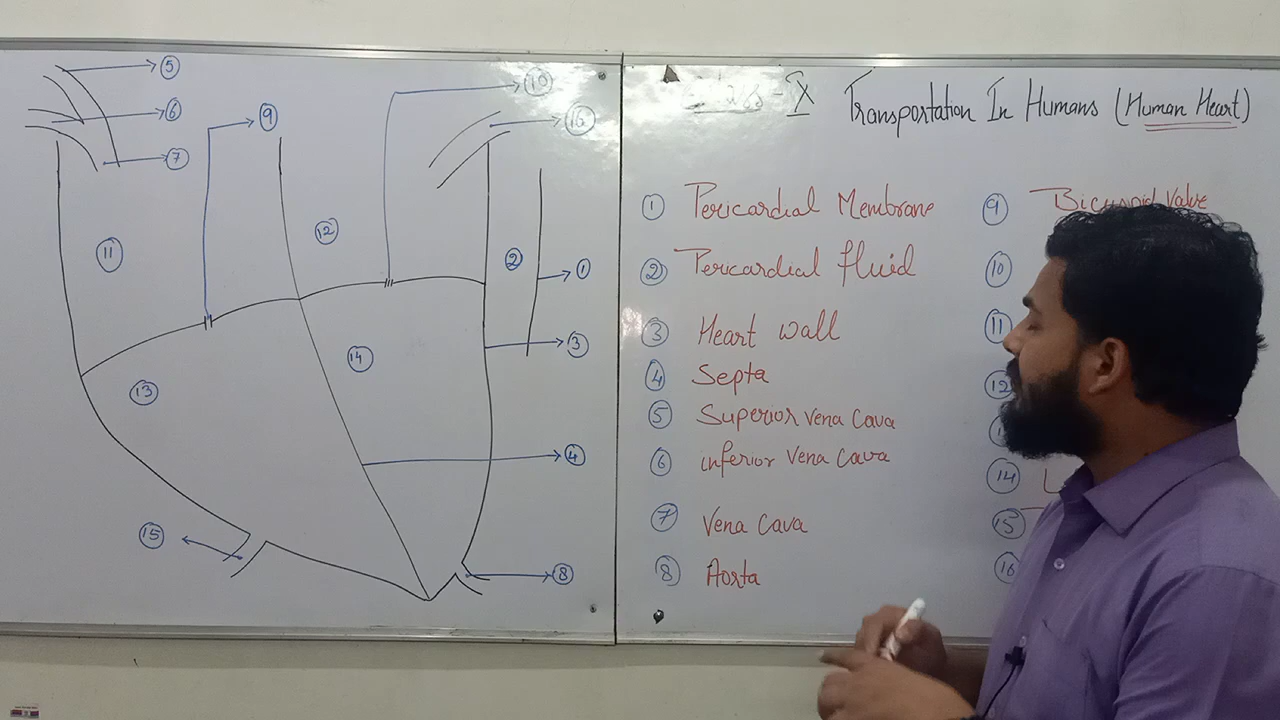 5
6
7
9
10
16
11
12
2
1
3
14
13
4
15
8
- X Transportation In Humans (Human Heart)
1 Pericardial Membrane
2 Pericardial fluid
3 Heart wall
4 Septa
5 Superior vena cava
6 inferior vena cava
7 Vena cava
8 Aorta
9 Bicuspid Valve
10
11
12
14 L
15
16